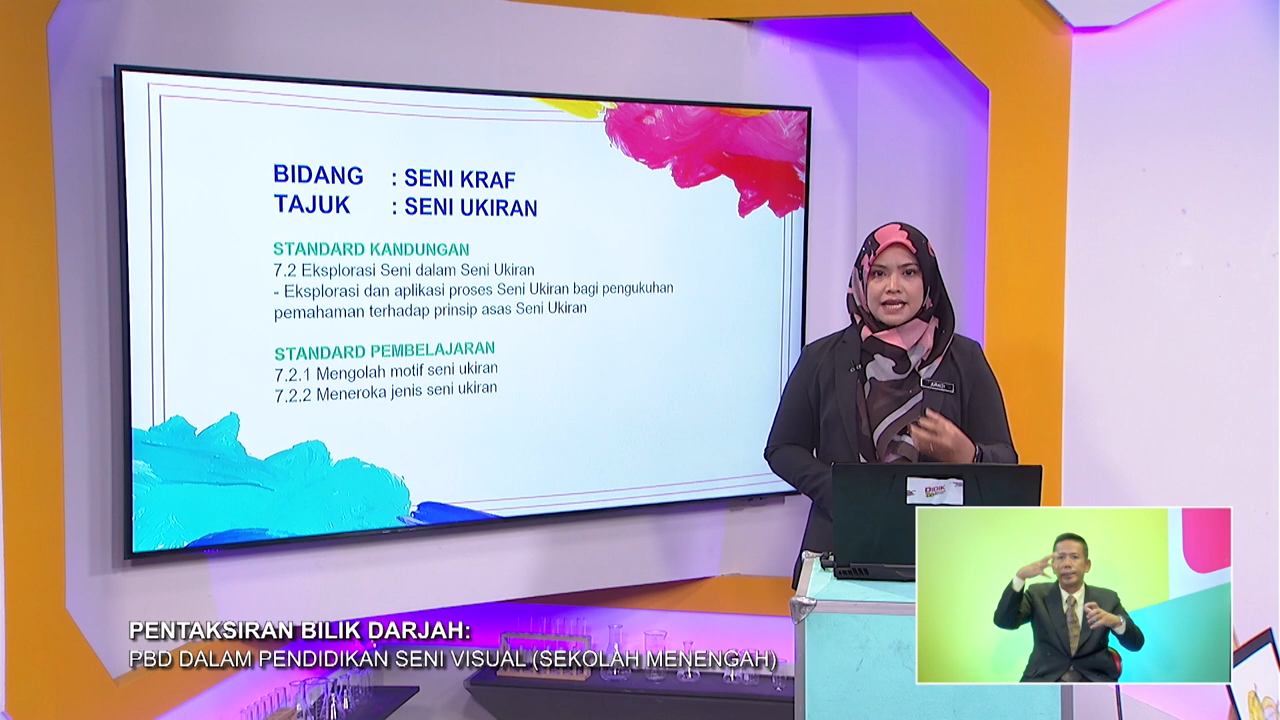 BIDANG : SENI KRAF
TAJUK : SENI UKIRAN
STANDARD KANDUNGAN
7.2 Eksplorasi Seni dalam Seni Ukiran
- Eksplorasi dan aplikasi proses Seni Ukiran bagi pengukuhan
pemahaman terhadap prinsip asas Seni Ukiran
STANDARD PEMBELAJARAN
7.2.1 Mengolah motif seni ukiran
7.2.2 Meneroka jenis seni ukiran
DIDIK
PENTAKSIRAN BILIK DARJAH:
PBD DALAM PENDIDIKAN SENI VISUAL (SEKOLAH MENENGAH)